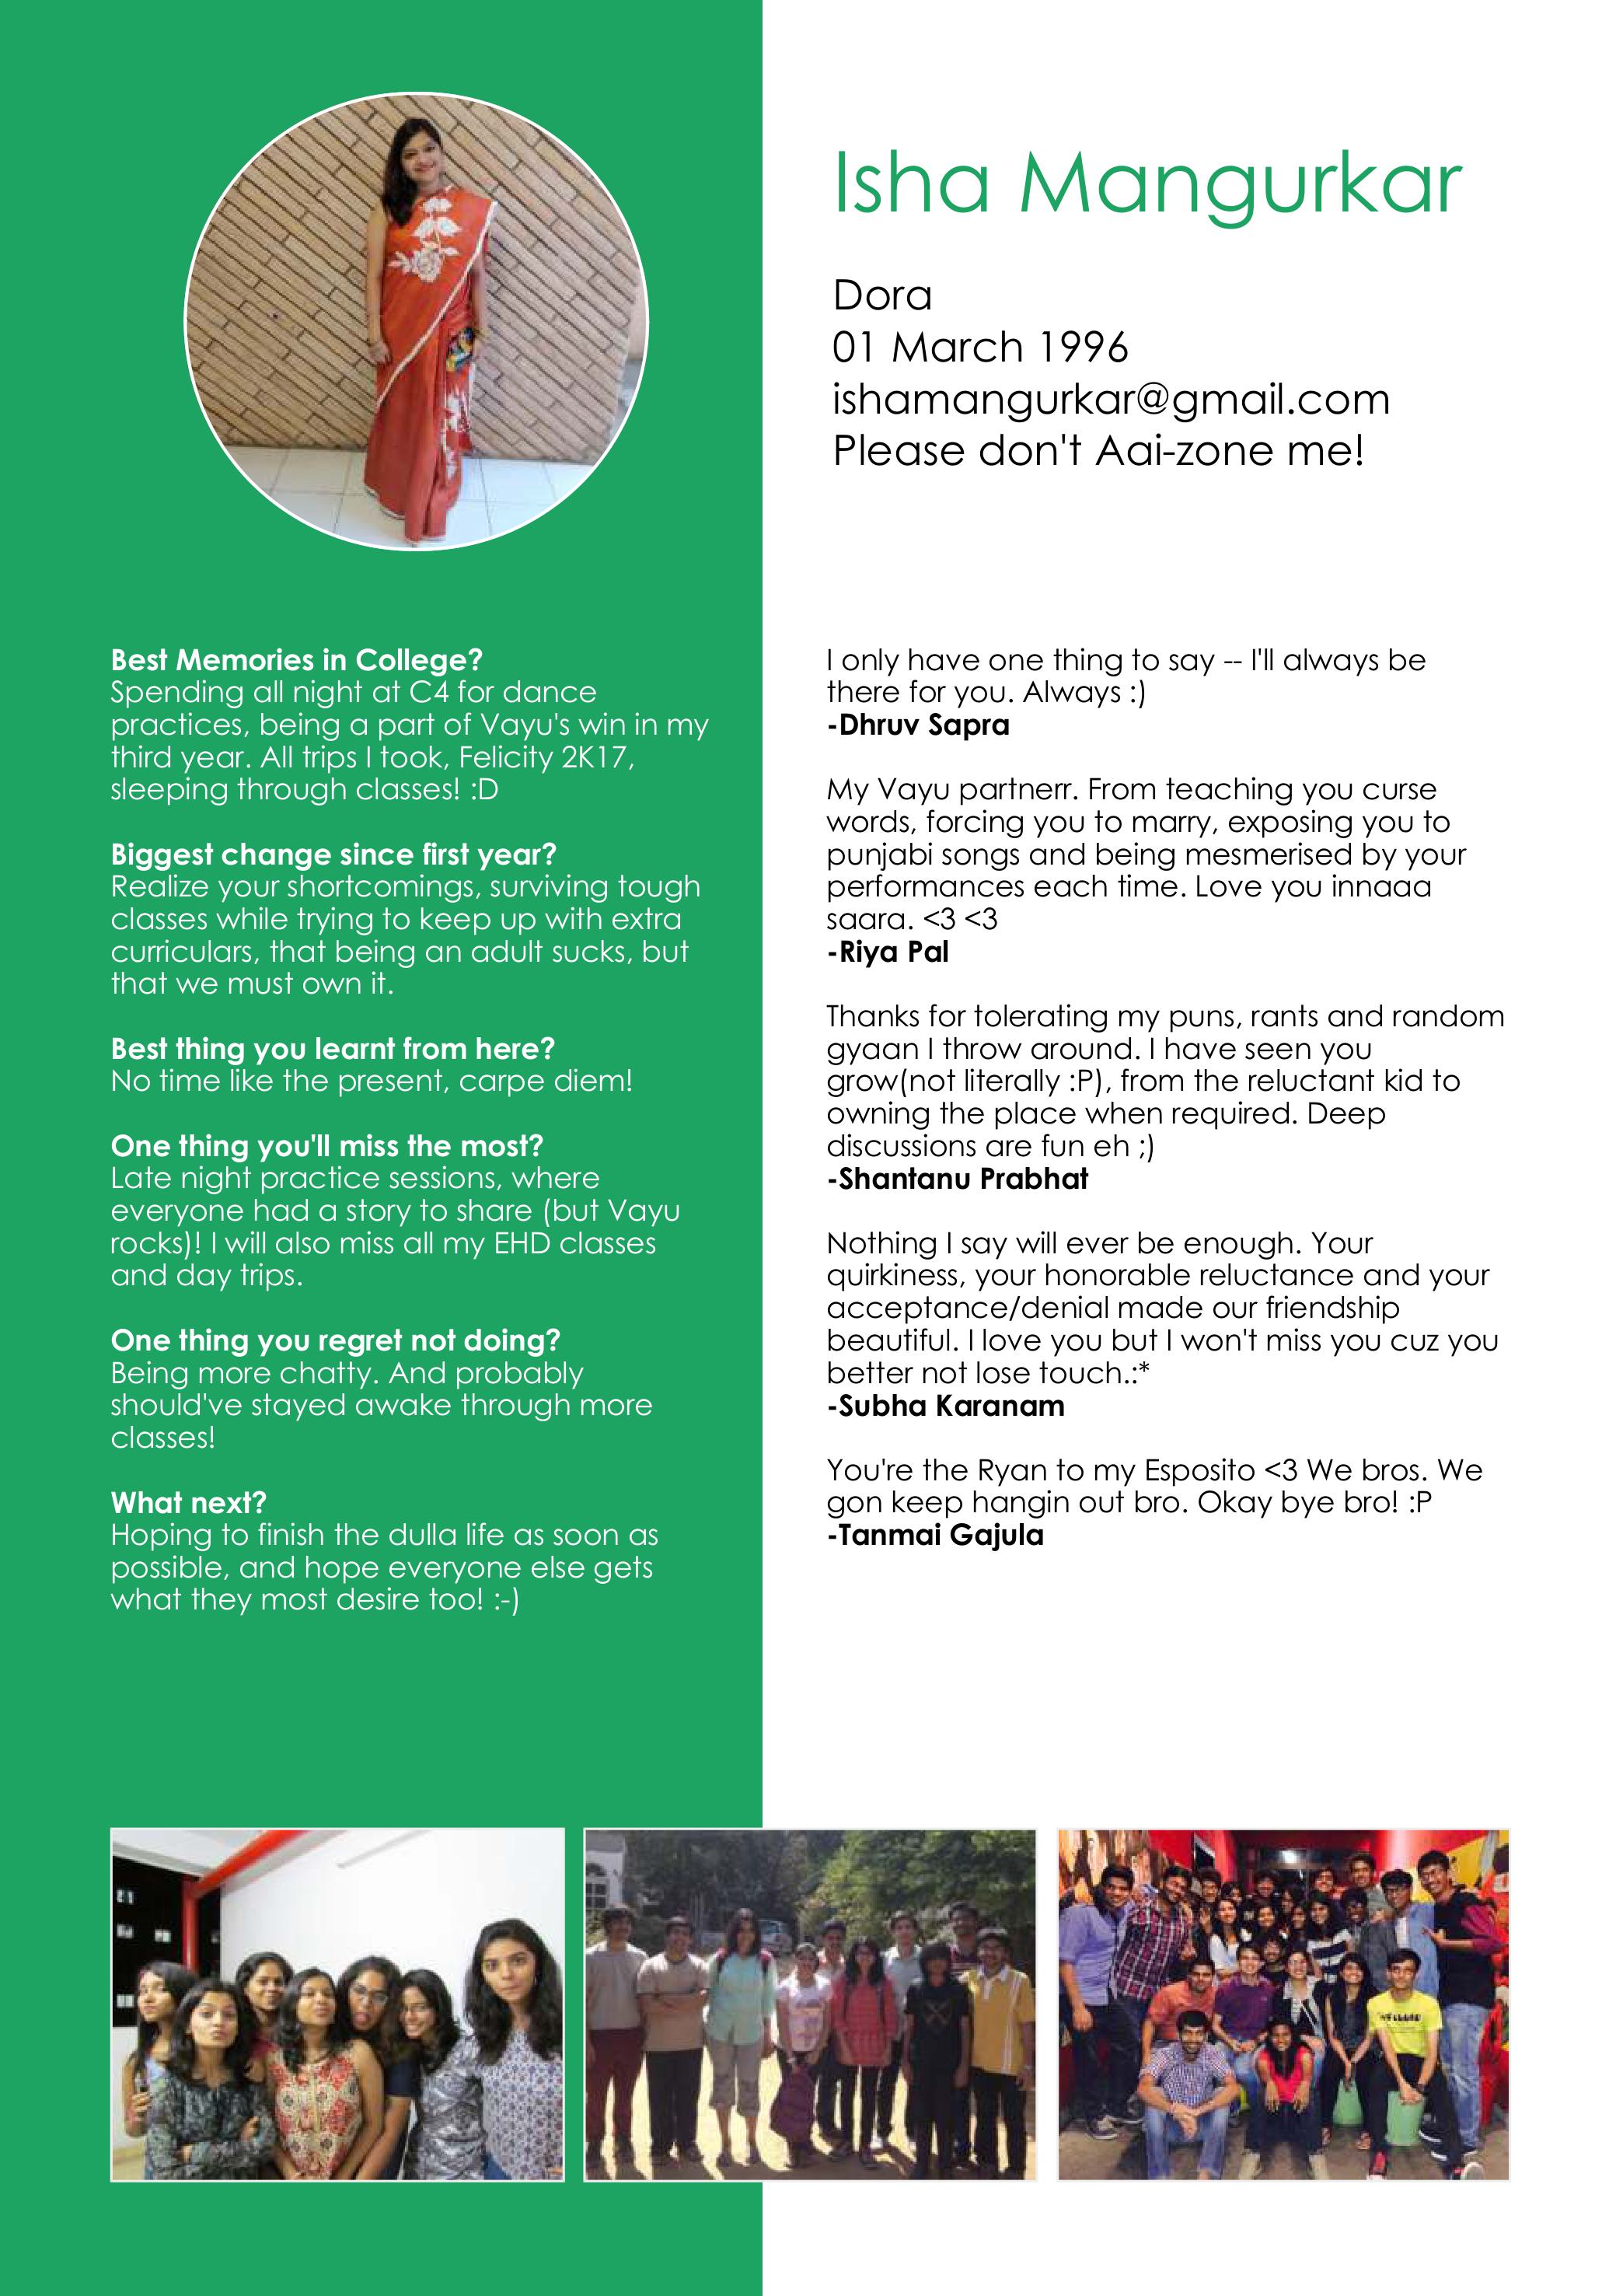 Isha Mangurkar
Dora
01 March 1996
ishamangurkar@gmail.com
Please don't Aai-zone me!
Best Memories in College?
Spending all night at C4 for dance
practices, being a part of Vayu's win in my
third year. All trips I took, Felicity 2K17,
sleeping through classes! :D
Biggest change since first year?
Realize your shortcomings, surviving tough
classes while trying to keep up with extra
curriculars, that being an adult sucks, but
that we must own it.
Best thing you learnt from here?
No time like the present, carpe diem!
One thing you'll miss the most?
Late night practice sessions, where
everyone had a story to share (but Vayu
rocks)! I will also miss all my EHD classes
and day trips.
One thing you regret not doing?
Being more chatty. And probably
should've stayed awake through more
classes!
What next?
Hoping to finish the dulla life as soon as
possible, and hope everyone else gets
what they most desire too! :-)
I only have one thing to say -- I'll always be
there for you. Always :)
-Dhruv Sapra
My Vayu partnerr. From teaching you curse
words, forcing you to marry, exposing you to
punjabi songs and being mesmerised by your
performances each time. Love you innaaa
saara. <3 <3
-Riya Pal
Thanks for tolerating my puns, rants and random
gyaan I throw around. I have seen you
grow(not literally :P), from the reluctant kid to
owning the place when required. Deep
discussions are fun eh ;)
-Shantanu Prabhat
Nothing I say will ever be enough. Your
quirkiness, your honorable reluctance and your
acceptance/denial made our friendship
beautiful. I love you but I won't miss you cuz you
better not lose touch.:*
-Subha Karanam
You're the Ryan to my Esposito <3 We bros. We
gon keep hangin out bro. Okay bye bro! :P
-Tanmai Gajula